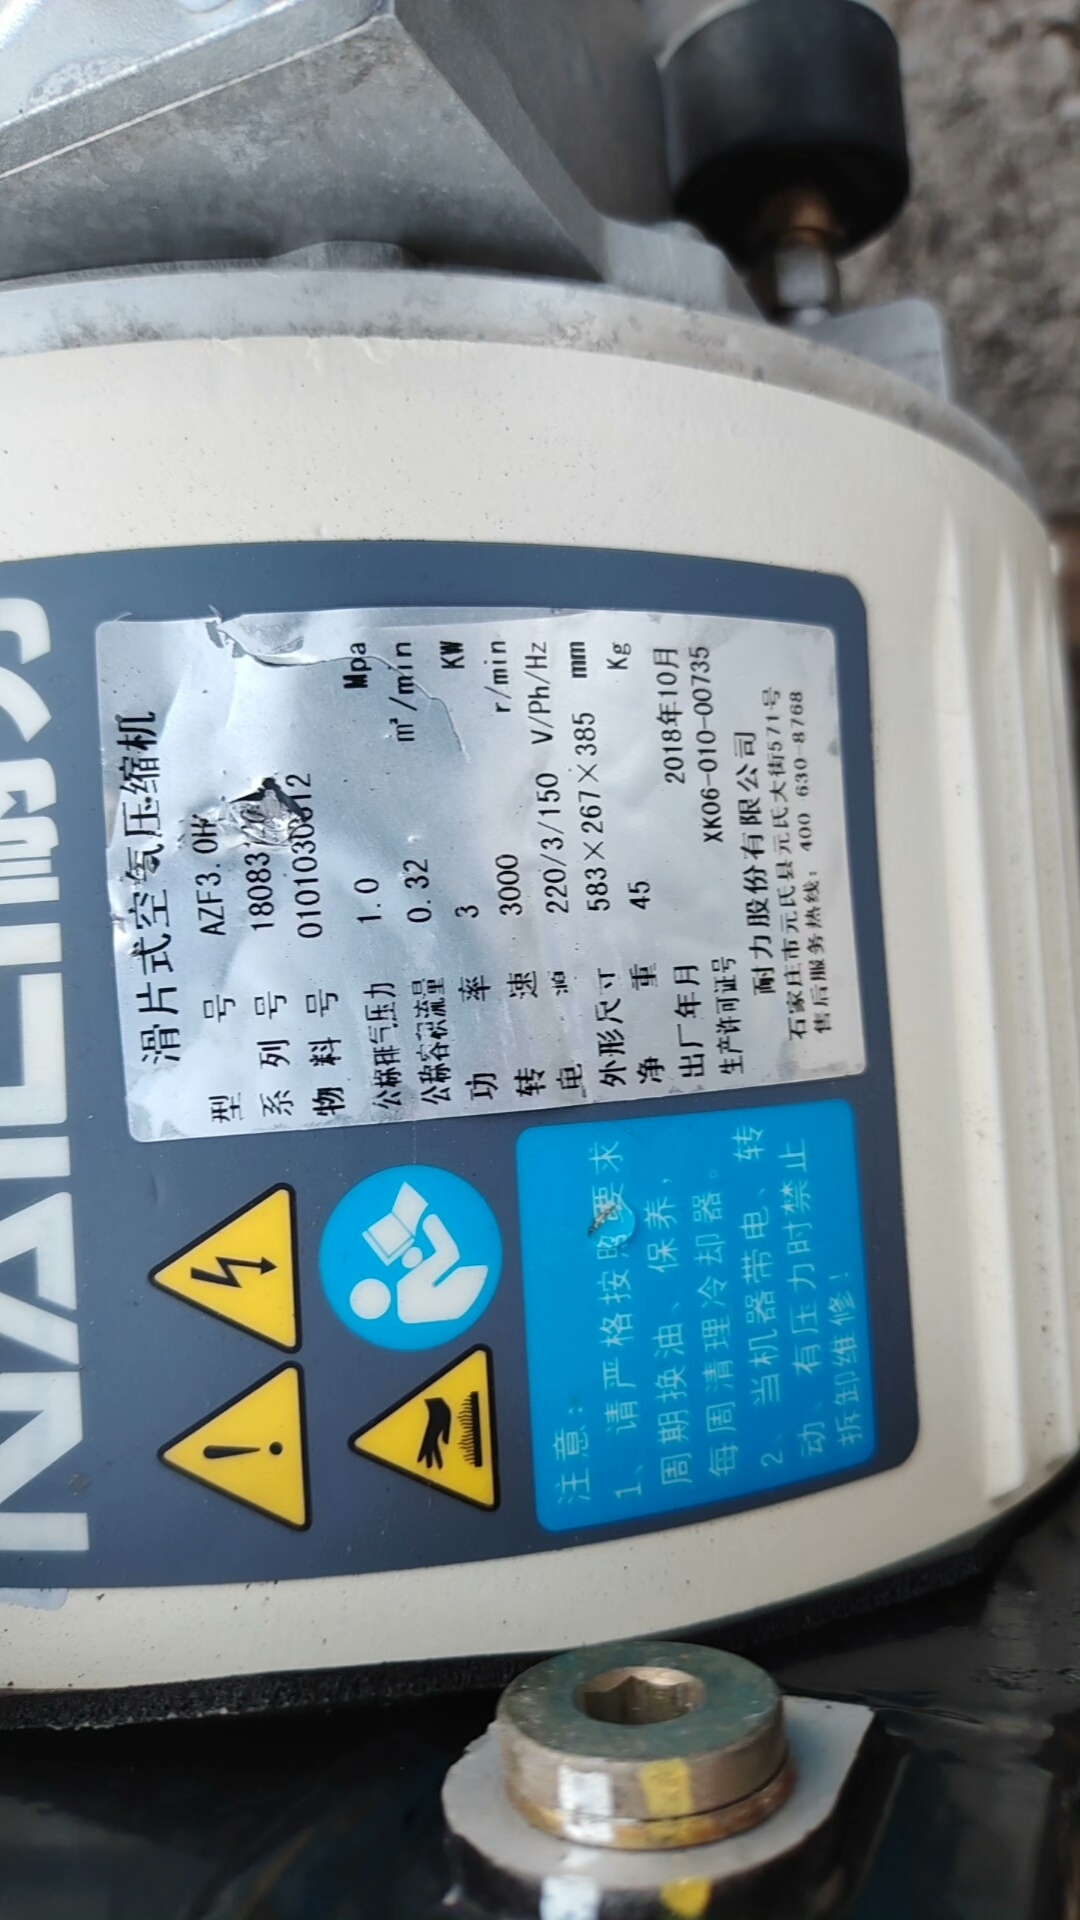 NAILI 耐力
滑片式空气压缩机
型 号 AZF3.0H
系 列 号
物 料 号
公称排气压力 1.0 Mpa
公称容积流量 0.32 m³/min
功 率 3 KW
转 速 3000 r/min
电 源 220/3/150 V/Ph/Hz
外形尺寸 583×267×385 mm
净 重 45 Kg
出厂年月 2018年10月
生产许可证号 XK06-010-00735
耐力股份有限公司
石家庄市元氏县元氏大街571号
售后服务热线: 400-630-8768
注意:
1、请严格按照要求
周期换油、保养,
每周清理冷却器。
2、当机器带电、转
动、有压力时禁止
拆卸维修!